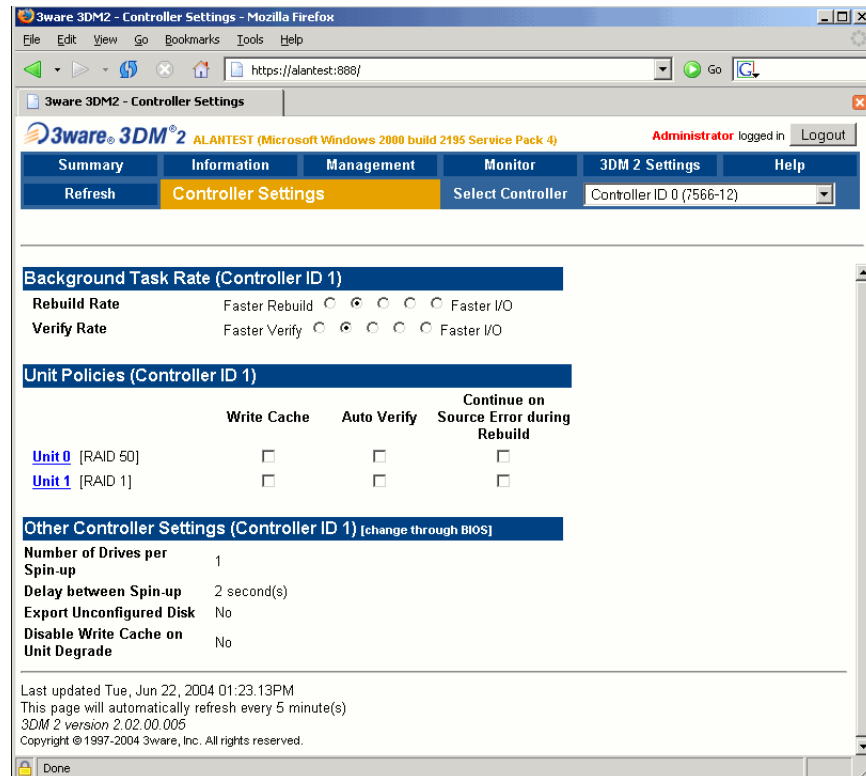 3ware 3DM2 - Controller Settings - Mozilla Firefox
File Edit View Go Bookmarks Tools Help
https://alantest:888/ Go G
3ware 3DM2 - Controller Settings
3ware® 3DM®2 ALANTEST (Microsoft Windows 2000 build 2195 Service Pack 4) Administrator logged in Logout
Summary Information Management Monitor 3DM 2 Settings Help
Refresh Controller Settings Select Controller Controller ID 0 (7566-12)
Background Task Rate (Controller ID 1)
Rebuild Rate Faster Rebuild Faster I/O
Verify Rate Faster Verify Faster I/O
Unit Policies (Controller ID 1)
Write Cache Auto Verify Continue on Source Error during Rebuild
Unit 0 [RAID 50]
Unit 1 [RAID 1]
Other Controller Settings (Controller ID 1) [change through BIOS]
Number of Drives per Spin-up 1
Delay between Spin-up 2 second(s)
Export Unconfigured Disk No
Disable Write Cache on Unit Degrade No
Last updated Tue, Jun 22, 2004 01:23.13PM
This page will automatically refresh every 5 minute(s)
3DM 2 version 2.02.00.005
Copyright © 1997-2004 3ware, Inc. All rights reserved.
Done